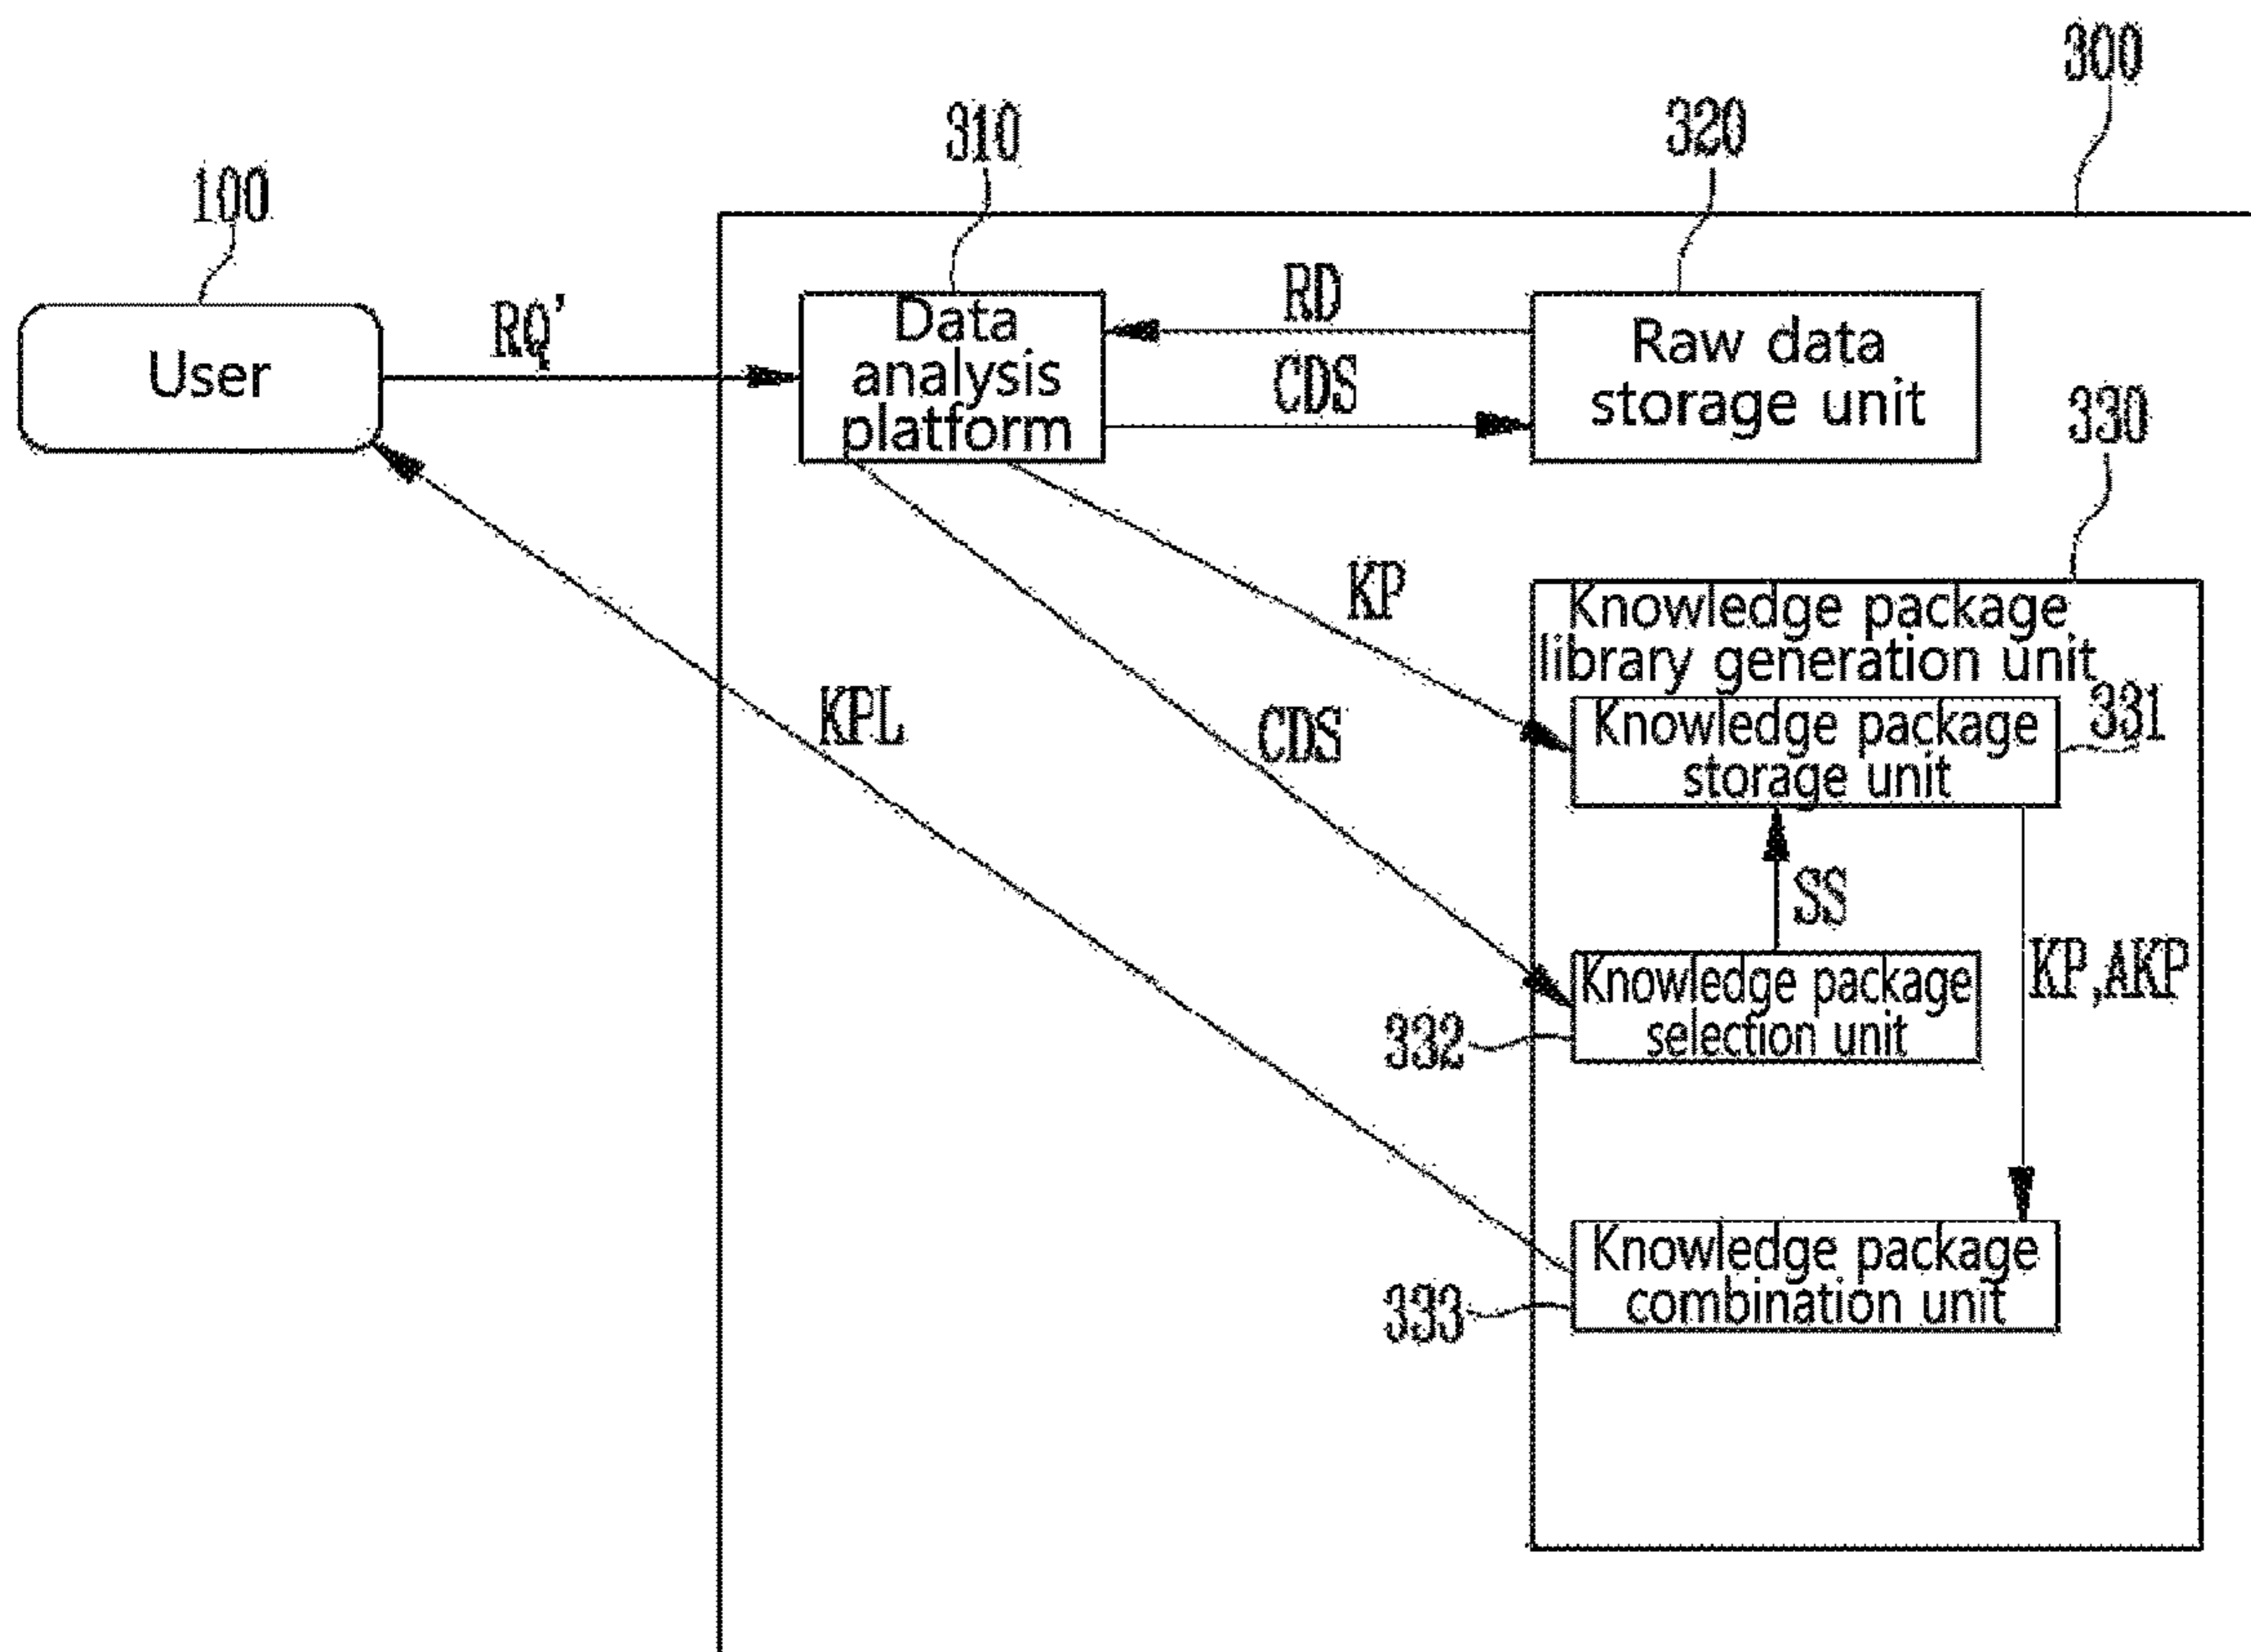 300
310
320
100
User
RQ'
Data
analysis
platform
RD
CDS
Raw data
storage unit
330
KP
Knowledge package
library generation unit
331
Knowledge package
storage unit
KPL
CDS
SS
KP,AKP
Knowledge package
selection unit
332
Knowledge package
combination unit
333